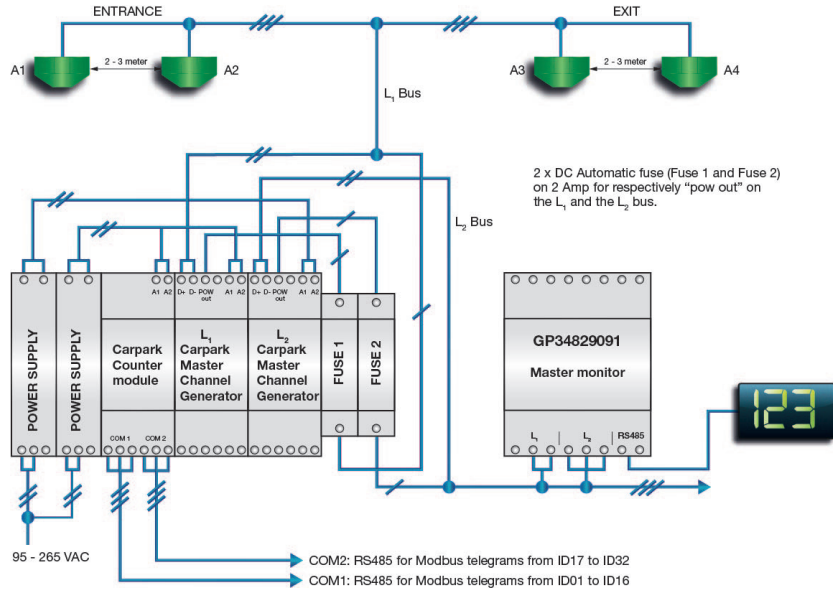 ENTRANCE
EXIT
A1
2 - 3 meter
A2
A3
2 - 3 meter
A4
L1 Bus
2 x DC Automatic fuse (Fuse 1 and Fuse 2)
on 2 Amp for respectively “pow out” on
the L1 and the L2 bus.
L2 Bus
A1 A2
D+ D- POW out A1 A2
D+ D- POW out A1 A2
POWER SUPPLY
POWER SUPPLY
Carpark
Counter
module
L1
Carpark
Master
Channel
Generator
L2
Carpark
Master
Channel
Generator
FUSE 1
FUSE 2
GP34829091
Master monitor
123
COM 1
COM 2
L1
L2
RS485
95 - 265 VAC
COM2: RS485 for Modbus telegrams from ID17 to ID32
COM1: RS485 for Modbus telegrams from ID01 to ID16